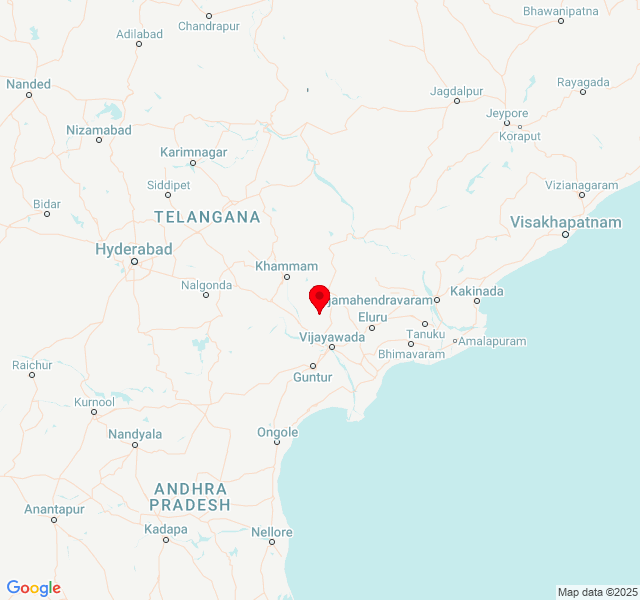 Bhawanipatna
Chandrapur
Adilabad
Nanded
Jagdalpur
Rayagada
Jeypore
Nizamabad
Koraput
Karimnagar
Siddipet
Vizianagaram
Bidar
TELANGANA
Visakhapatnam
Hyderabad
Khammam
Nalgonda
jamahendravaram
Kakinada
Eluru
Vijayawada
Tanuku
Amalapuram
Bhimavaram
Raichur
Guntur
Kurnool
Nandyala
Ongole
ANDHRA
PRADESH
Anantapur
Kadapa
Nellore
Google
Map data ©2025